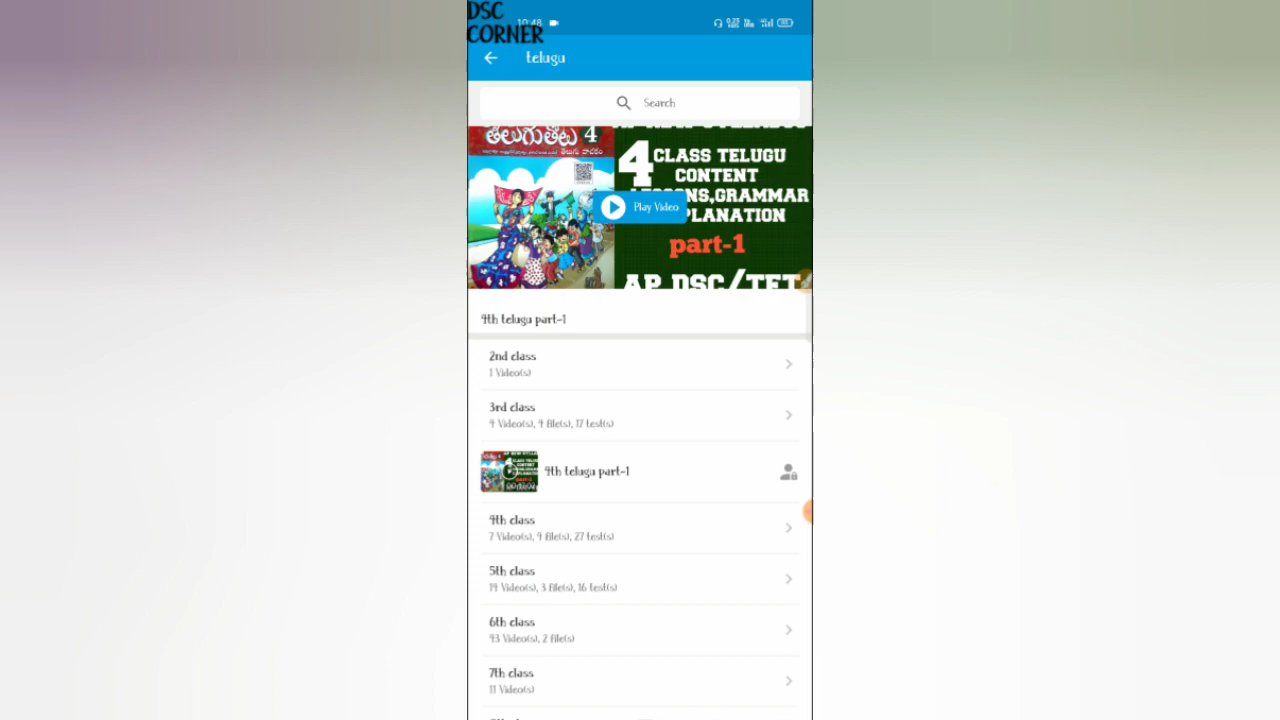 DSC
CORNER
10:48
telugu
Search
తెలుగుతోట 4
4 CLASS TELUGU
CONTENT
LESSONS,GRAMMAR
Play Video
EXPLANATION
part-1
AP DSC/TET
4th telugu part-1
2nd class
1 Video(s)
3rd class
4 Video(s), 4 file(s), 17 test(s)
4th telugu part-1
4th class
7 Video(s), 4 file(s), 27 test(s)
5th class
14 Video(s), 3 file(s), 16 test(s)
6th class
43 Video(s), 2 file(s)
7th class
11 Video(s)